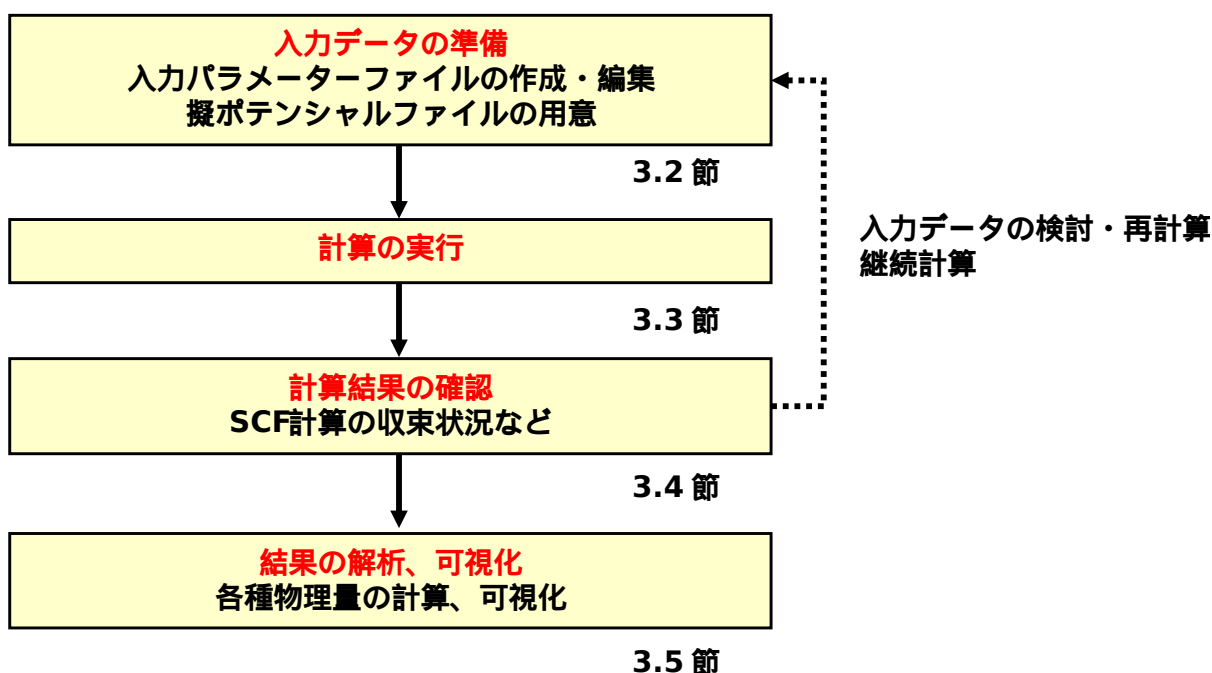 入力データの準備
入力パラメーターファイルの作成・編集
擬ポテンシャルファイルの用意
3.2 節
計算の実行
入力データの検討・再計算
継続計算
3.3 節
計算結果の確認
SCF計算の収束状況など
3.4 節
結果の解析、可視化
各種物理量の計算、可視化
3.5 節